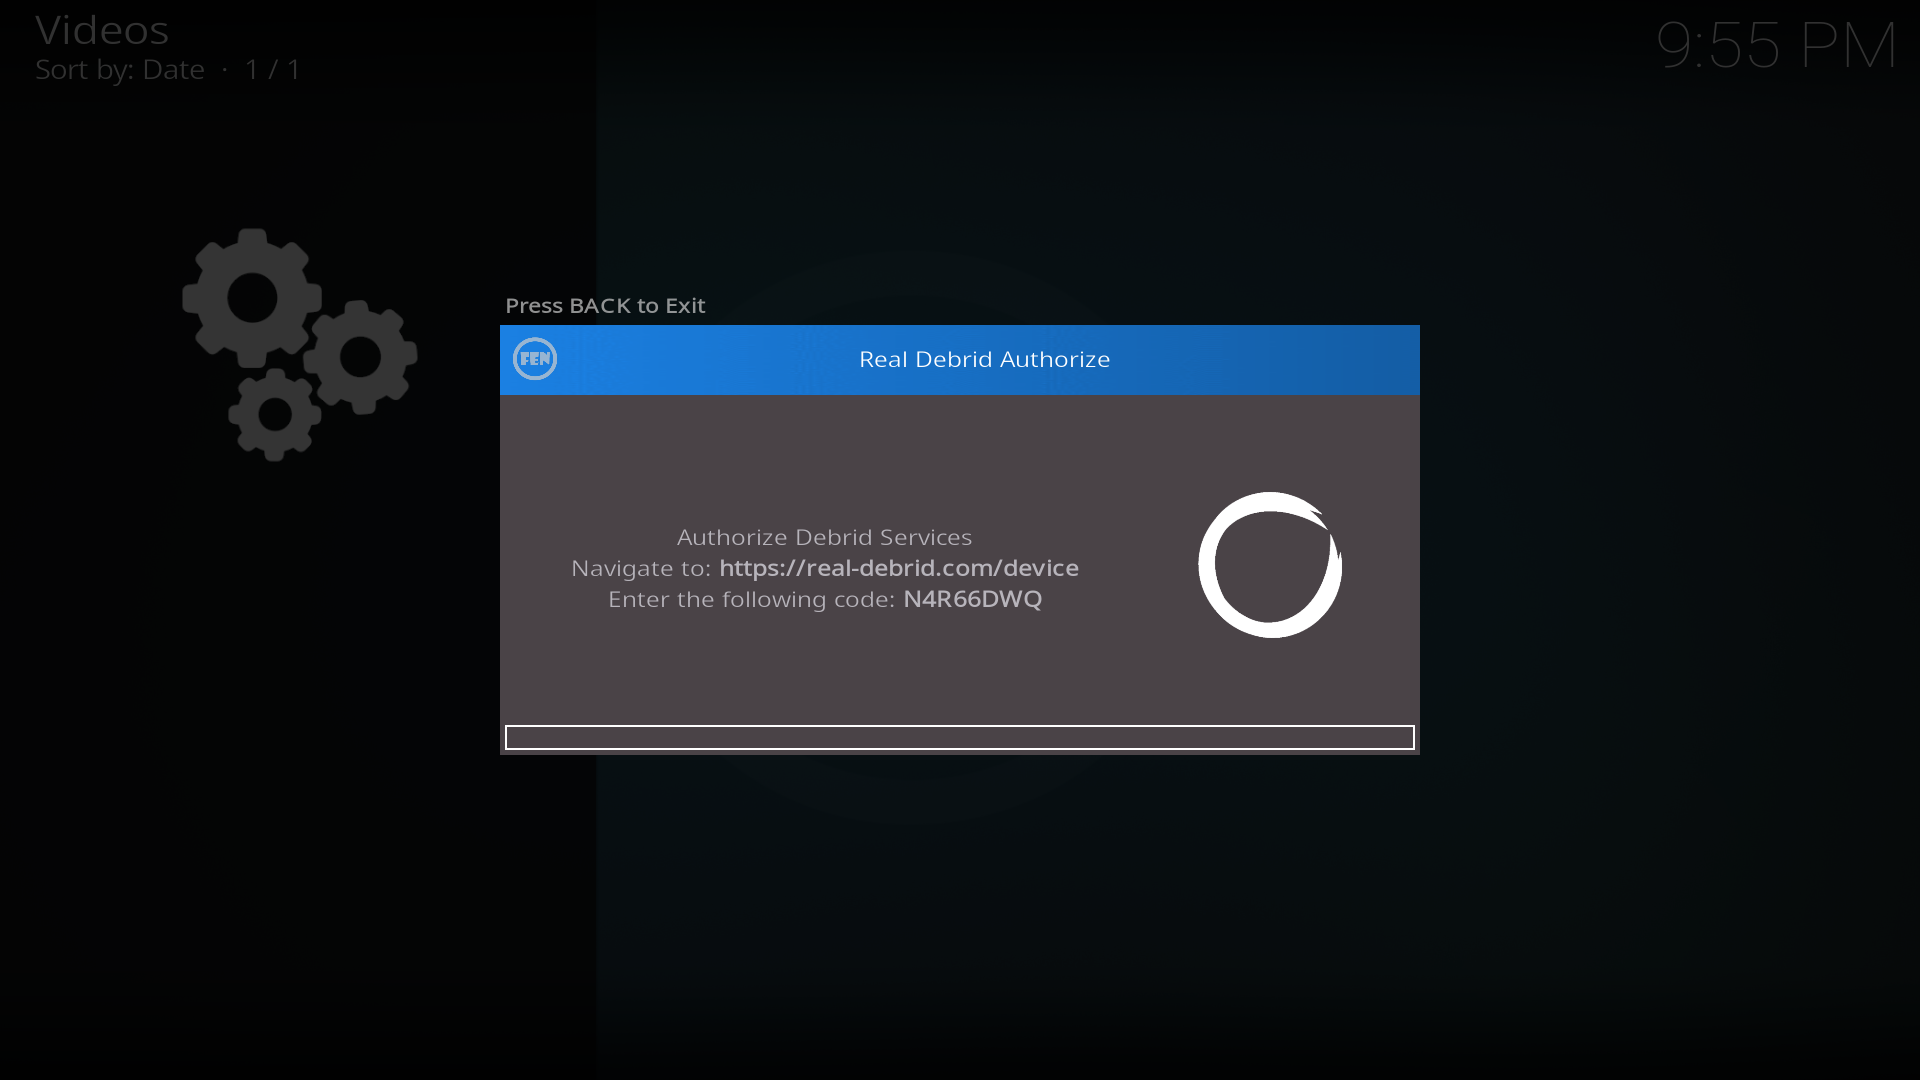 Videos
Sort by: Date · 1 / 1
9:55 PM
Press BACK to Exit
FEN
Real Debrid Authorize
Authorize Debrid Services
Navigate to: https://real-debrid.com/device
Enter the following code: N4R66DWQ